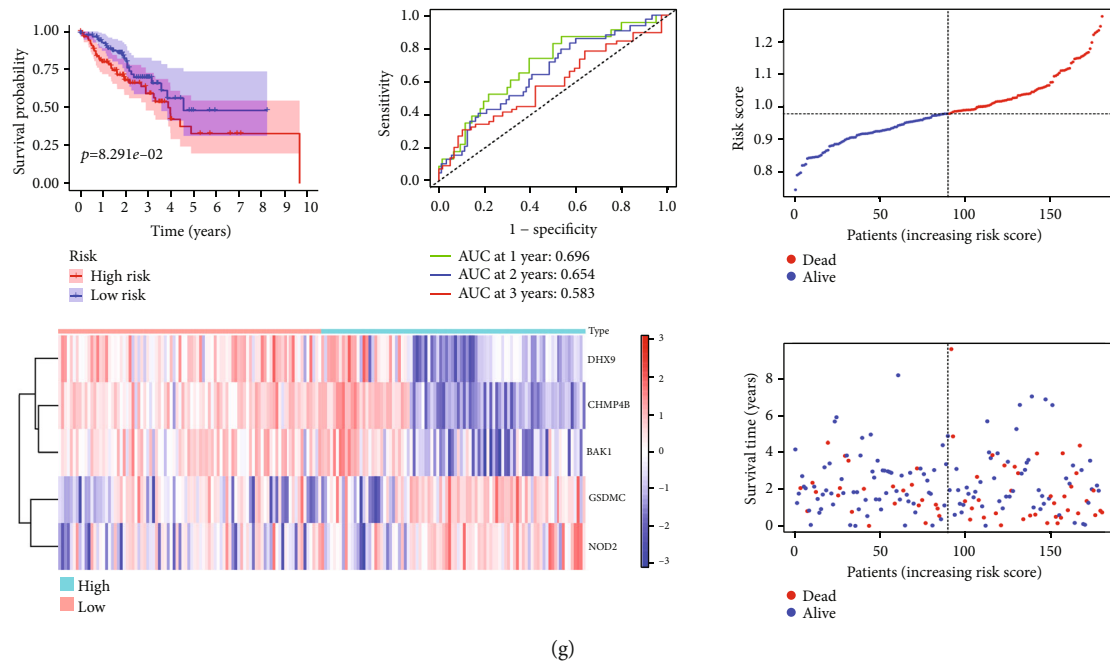 1.00
0.75
0.50
0.25
0.00
Survival probability
p=8.291e−02
0 1 2 3 4 5 6 7 8 9 10
Time (years)
Risk
High risk
Low risk
1.0
0.8
0.6
0.4
0.2
0.0
Sensitivity
0.0 0.2 0.4 0.6 0.8 1.0
1 − specificity
AUC at 1 year: 0.696
AUC at 2 years: 0.654
AUC at 3 years: 0.583
1.2
1.1
1.0
0.9
0.8
Risk score
0 50 100 150
Patients (increasing risk score)
Dead
Alive
Type
DHX9
CHMP4B
BAK1
GSDMC
NOD2
3
2
1
0
−1
−2
−3
High
Low
8
6
4
2
0
Survival time (years)
0 50 100 150
Patients (increasing risk score)
Dead
Alive
(g)